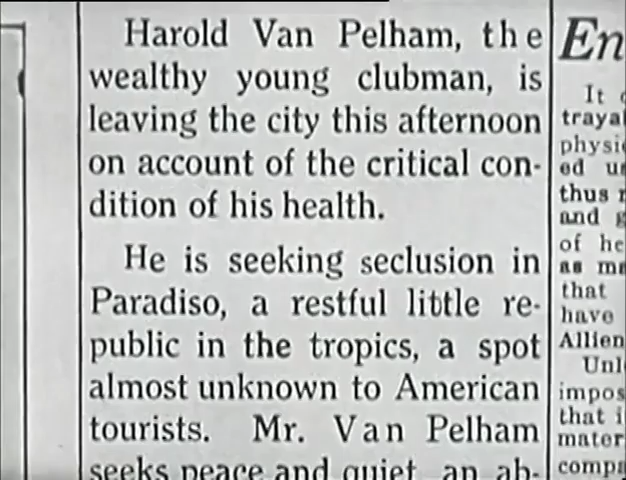 Harold Van Pelham, the
wealthy young clubman, is
leaving the city this afternoon
on account of the critical con-
dition of his health.
He is seeking seclusion in
Paradiso, a restful little re-
public in the tropics, a spot
almost unknown to American
tourists. Mr. Van Pelham
seeks peace and quiet, an ab-
En
It
traya
physi
ed us
thus
and
of he
as me
that
have
Allien
Unl
impos
that i
mater
compa